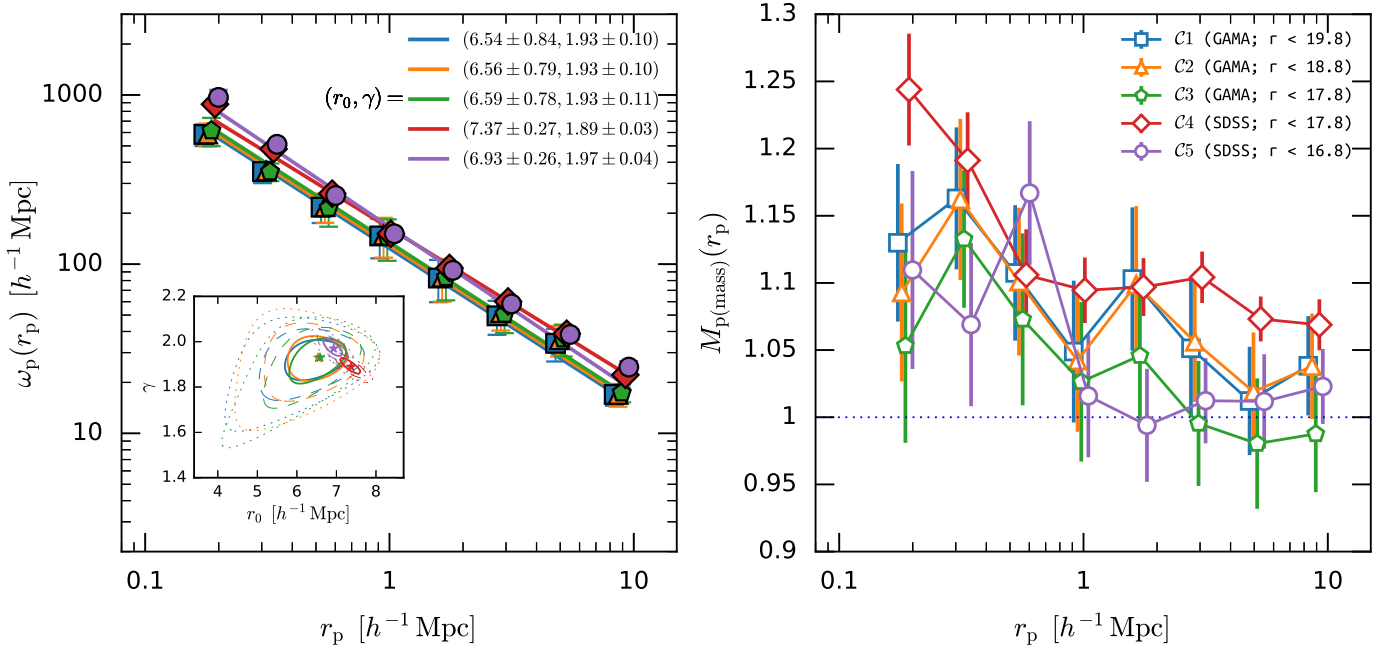 ωp(rp) [h⁻¹ Mpc]
1000
100
10
0.1
1
10
rp [h⁻¹ Mpc]
(r0, γ) =
(6.54 ± 0.84, 1.93 ± 0.10)
(6.56 ± 0.79, 1.93 ± 0.10)
(6.59 ± 0.78, 1.93 ± 0.11)
(7.37 ± 0.27, 1.89 ± 0.03)
(6.93 ± 0.26, 1.97 ± 0.04)
γ
2.2
2.0
1.8
1.6
1.4
4 5 6 7 8
r0 [h⁻¹ Mpc]
Mp(mass)(rp)
1.3
1.25
1.2
1.15
1.1
1.05
1
0.95
0.9
0.1
1
10
rp [h⁻¹ Mpc]
C1 (GAMA; r < 19.8)
C2 (GAMA; r < 18.8)
C3 (GAMA; r < 17.8)
C4 (SDSS; r < 17.8)
C5 (SDSS; r < 16.8)